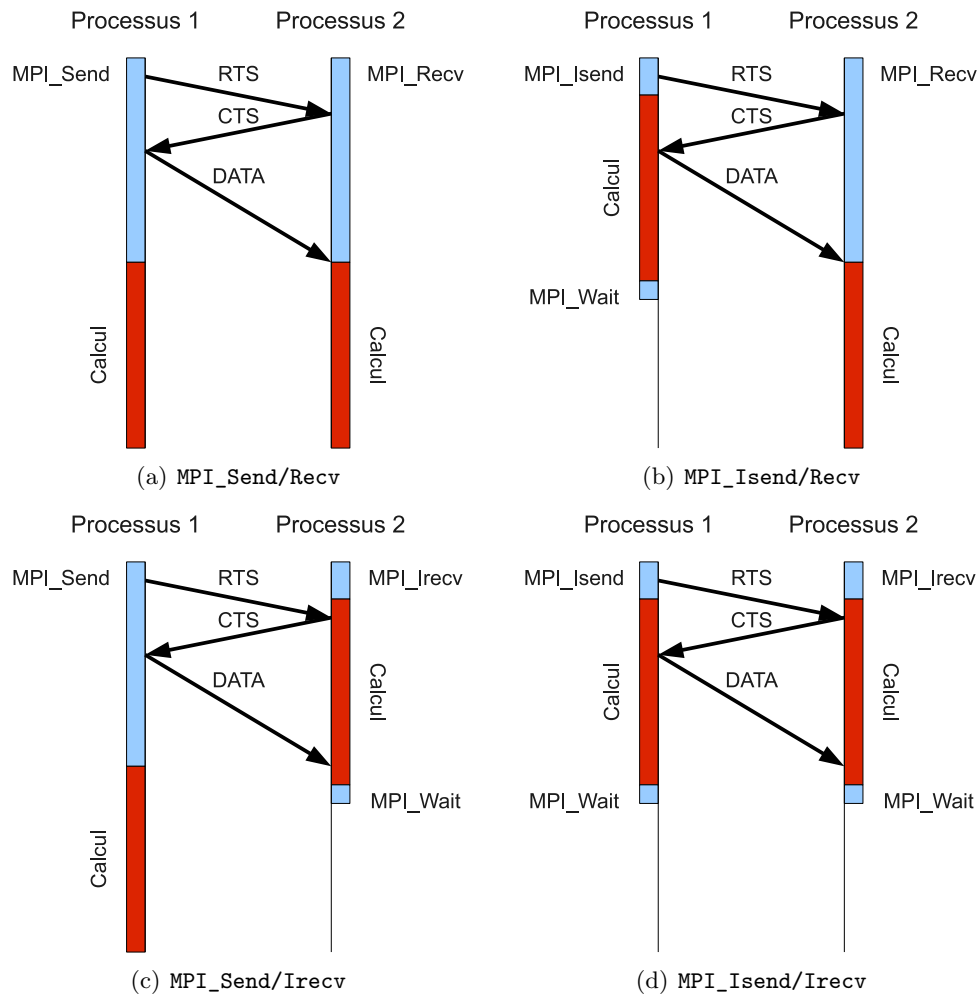 Processus 1 Processus 2
MPI_Send RTS MPI_Recv
CTS
DATA
Calcul Calcul
(a) MPI_Send/Recv
Processus 1 Processus 2
MPI_Isend RTS MPI_Recv
CTS
Calcul DATA
MPI_Wait
Calcul
(b) MPI_Isend/Recv
Processus 1 Processus 2
MPI_Send RTS MPI_Irecv
CTS
DATA Calcul
MPI_Wait
Calcul
(c) MPI_Send/Irecv
Processus 1 Processus 2
MPI_Isend RTS MPI_Irecv
CTS
Calcul DATA Calcul
MPI_Wait MPI_Wait
(d) MPI_Isend/Irecv